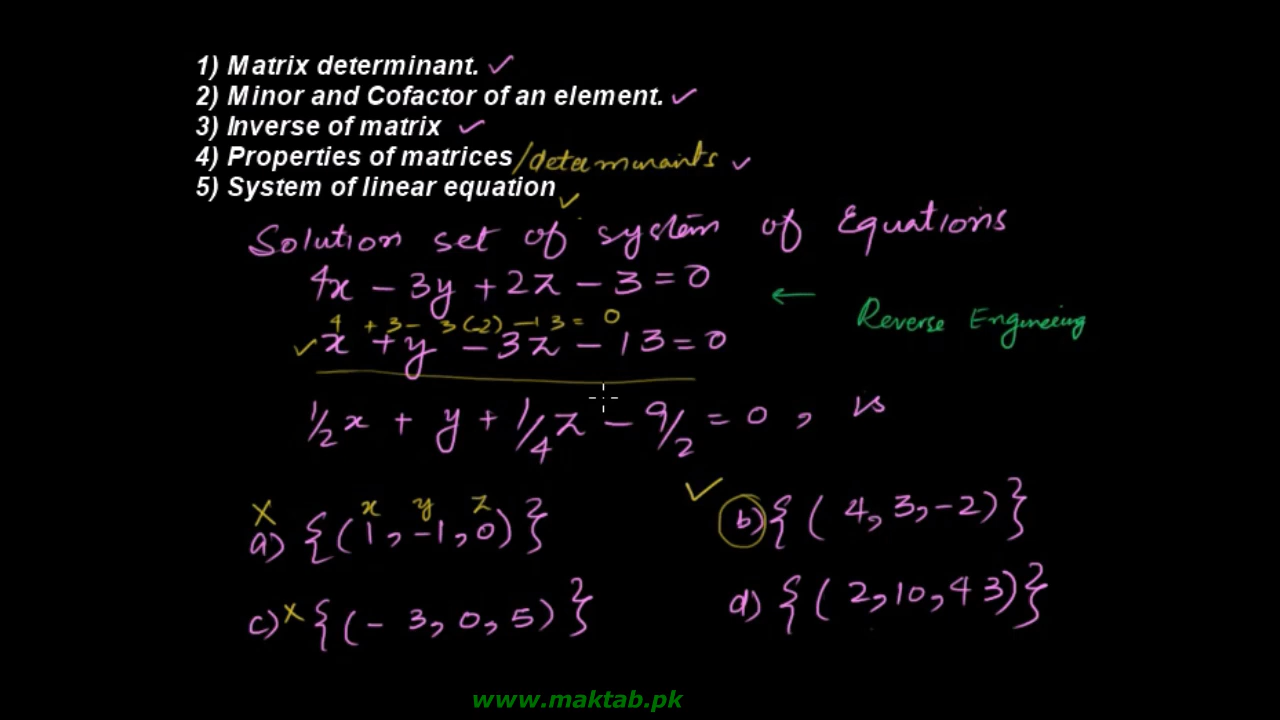 1) Matrix determinant. ✓
2) Minor and Cofactor of an element. ✓
3) Inverse of matrix ✓
4) Properties of matrices/determinants ✓
5) System of linear equation ✓
Solution set of system of Equations
4x - 3y + 2z - 3 = 0
← Reverse Engineering
4 + 3 - 3(-2) - 13 = 0
✓ x + y - 3z - 13 = 0
1/2x + y + 1/4z - 9/2 = 0, is
x y z
× a) {(1, -1, 0)}
✓ b) {(4, 3, -2)}
c) × {(-3, 0, 5)}
d) {(2, 10, 43)}
www.maktab.pk